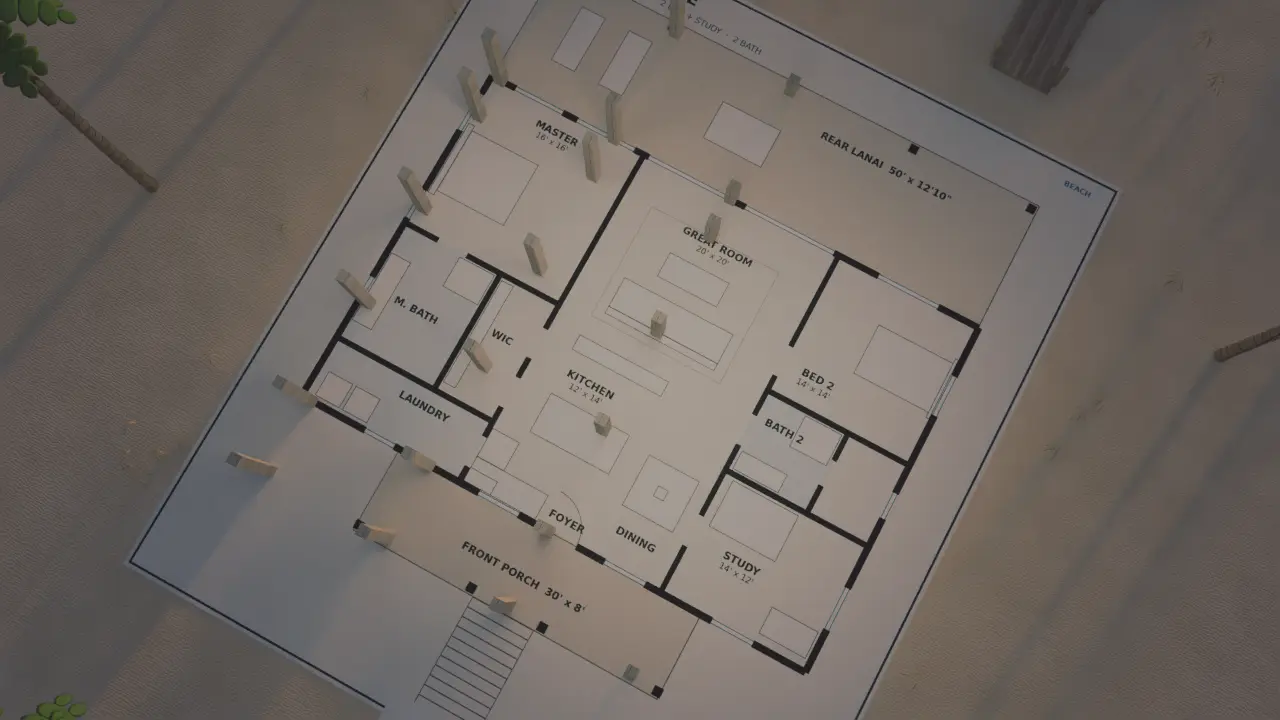 + STUDY · 2 BATH
BEACH
REAR LANAI 50' x 12'10"
MASTER
16' x 16'
GREAT ROOM
20' x 20'
M. BATH
WIC
KITCHEN
12' x 14'
BED 2
14' x 14'
LAUNDRY
BATH 2
FOYER
DINING
STUDY
14' x 12'
FRONT PORCH 30' x 8'